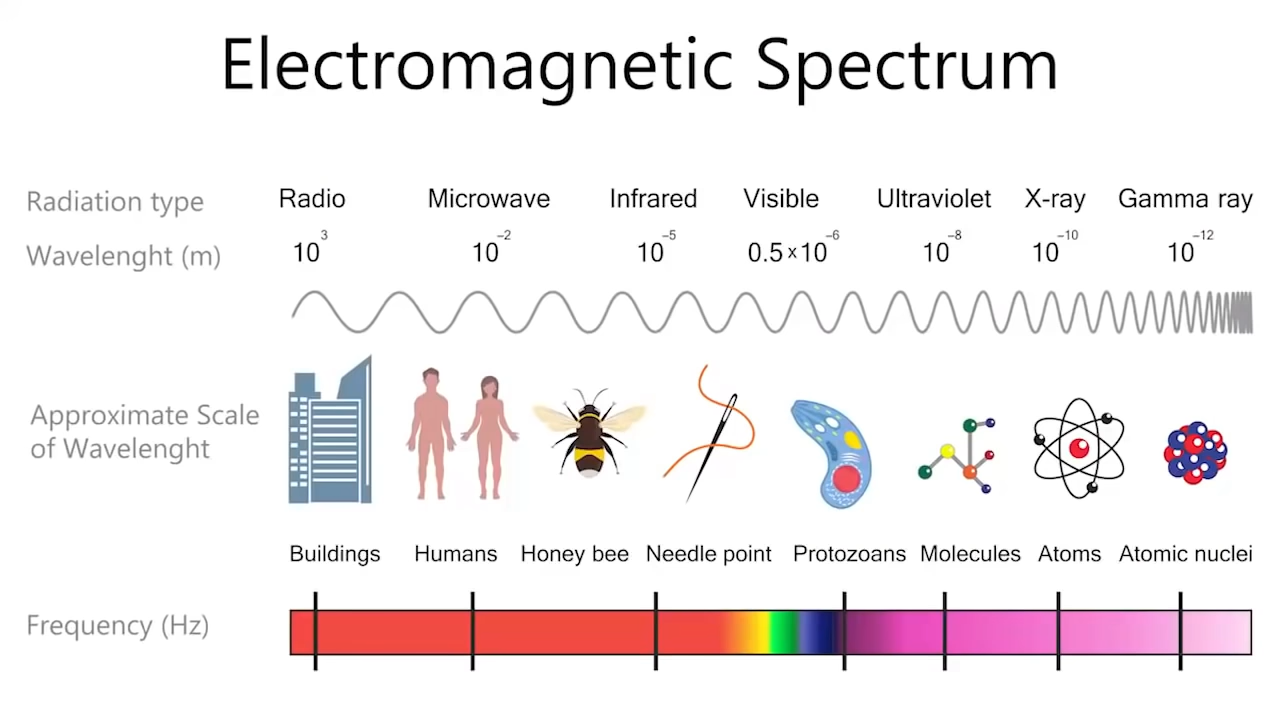 Electromagnetic Spectrum
Radiation type Radio Microwave Infrared Visible Ultraviolet X-ray Gamma ray
Wavelenght (m) 10³ 10⁻² 10⁻⁵ 0.5×10⁻⁶ 10⁻⁸ 10⁻¹⁰ 10⁻¹²
Approximate Scale
of Wavelenght
Buildings Humans Honey bee Needle point Protozoans Molecules Atoms Atomic nuclei
Frequency (Hz)